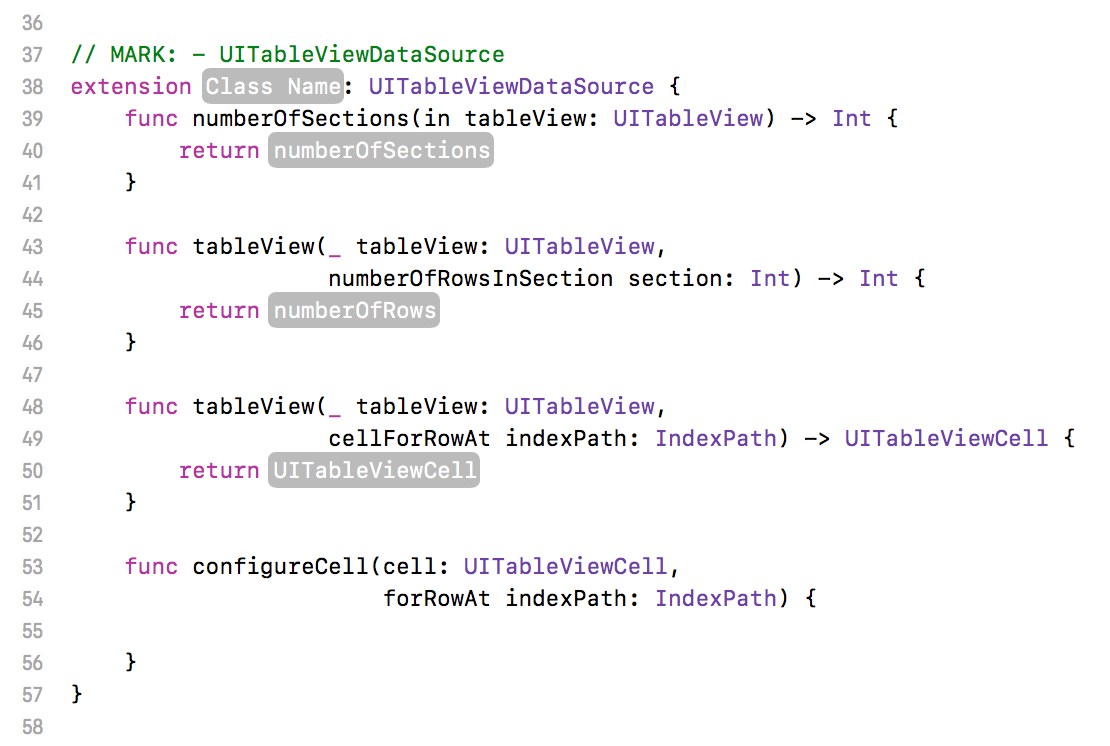 36
37 // MARK: - UITableViewDataSource
38 extension Class Name: UITableViewDataSource {
39     func numberOfSections(in tableView: UITableView) -> Int {
40         return numberOfSections
41     }
42
43     func tableView(_ tableView: UITableView,
44                    numberOfRowsInSection section: Int) -> Int {
45         return numberOfRows
46     }
47
48     func tableView(_ tableView: UITableView,
49                    cellForRowAt indexPath: IndexPath) -> UITableViewCell {
50         return UITableViewCell
51     }
52
53     func configureCell(cell: UITableViewCell,
54                        forRowAt indexPath: IndexPath) {
55
56     }
57 }
58